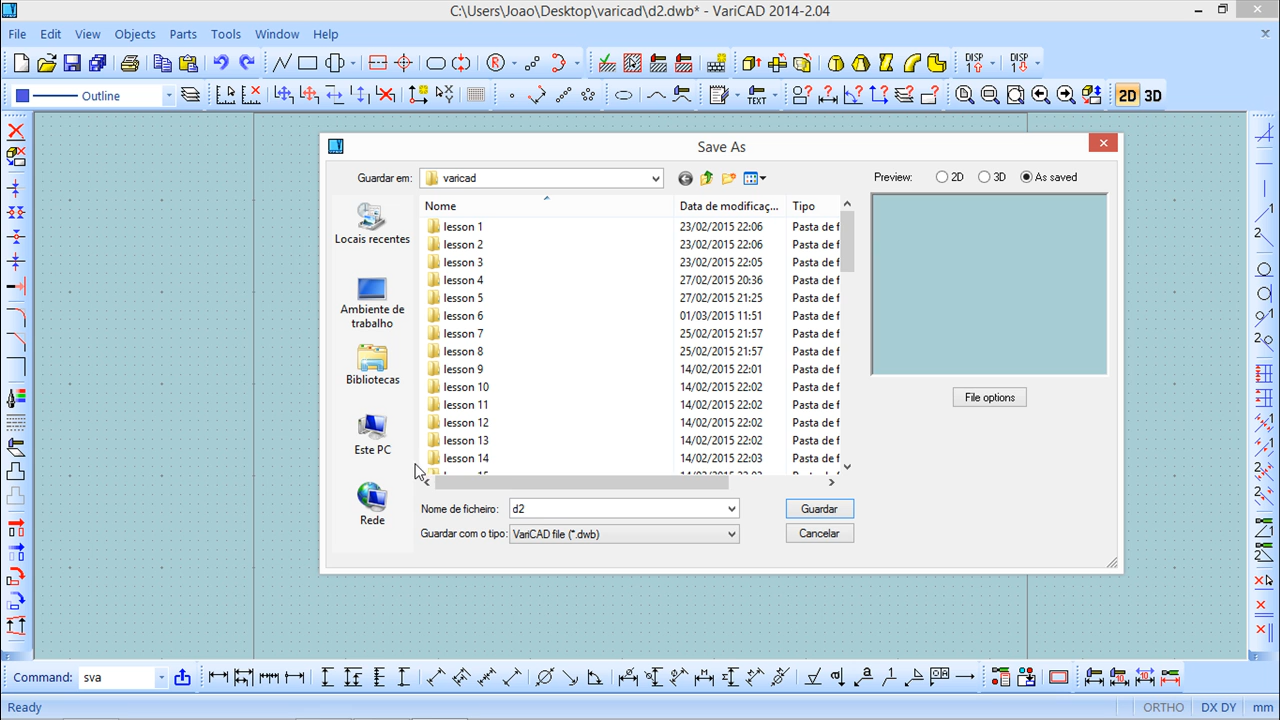 C:\Users\Joao\Desktop\varicad\d2.dwb* - VariCAD 2014-2.04
File Edit View Objects Parts Tools Window Help
DISP DISP
Outline TEXT 2D 3D
Save As
Guardar em: varicad Preview: 2D 3D As saved
Nome Data de modificaç... Tipo
Locais recentes
Ambiente de trabalho
Bibliotecas
Este PC
Rede
lesson 1 23/02/2015 22:06 Pasta de f
lesson 2 23/02/2015 22:06 Pasta de f
lesson 3 23/02/2015 22:05 Pasta de f
lesson 4 27/02/2015 20:36 Pasta de f
lesson 5 27/02/2015 21:25 Pasta de f
lesson 6 01/03/2015 11:51 Pasta de f
lesson 7 25/02/2015 21:57 Pasta de f
lesson 8 25/02/2015 21:57 Pasta de f
lesson 9 14/02/2015 22:01 Pasta de f
lesson 10 14/02/2015 22:02 Pasta de f
lesson 11 14/02/2015 22:02 Pasta de f
lesson 12 14/02/2015 22:02 Pasta de f
lesson 13 14/02/2015 22:02 Pasta de f
lesson 14 14/02/2015 22:03 Pasta de f
File options
Nome de ficheiro: d2 Guardar
Guardar com o tipo: VariCAD file (*.dwb) Cancelar
Command: sva
Ready ORTHO DX DY mm